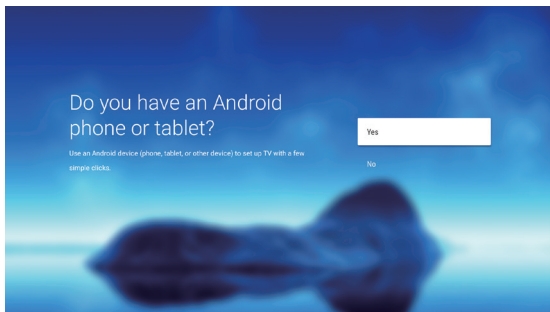 Do you have an Android
phone or tablet?
Use an Android device (phone, tablet, or other device) to set up TV with a few
simple clicks.
Yes
No